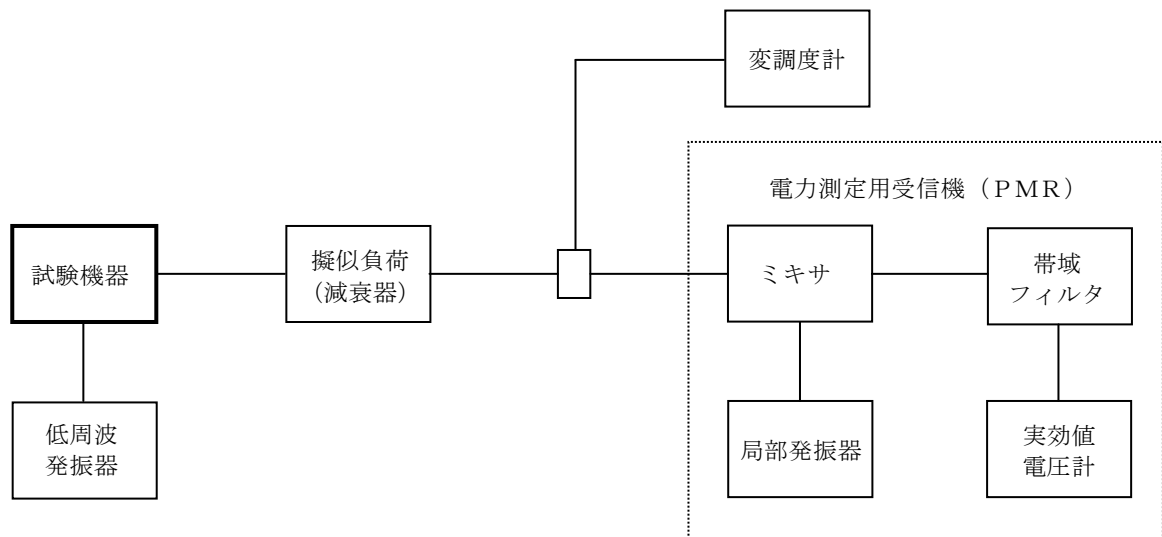 変調度計
電力測定用受信機（ＰＭＲ）
試験機器
擬似負荷
（減衰器）
ミキサ
帯域
フィルタ
低周波
発振器
局部発振器
実効値
電圧計